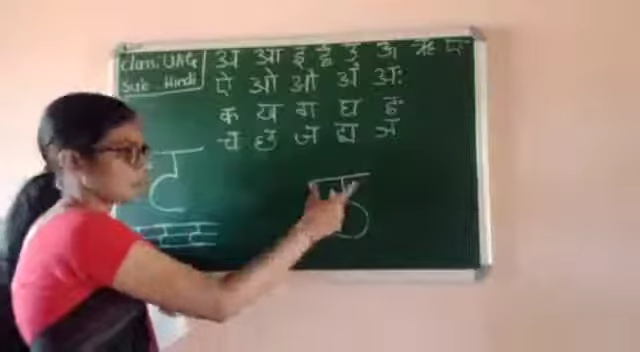 Class: UKG
Sub: Hindi
अ आ इ ई उ ऊ ऋ ए
ऐ ओ औ अं अः
क ख ग घ ङ
च छ ज झ ञ
ट
ट ट ट
ठ